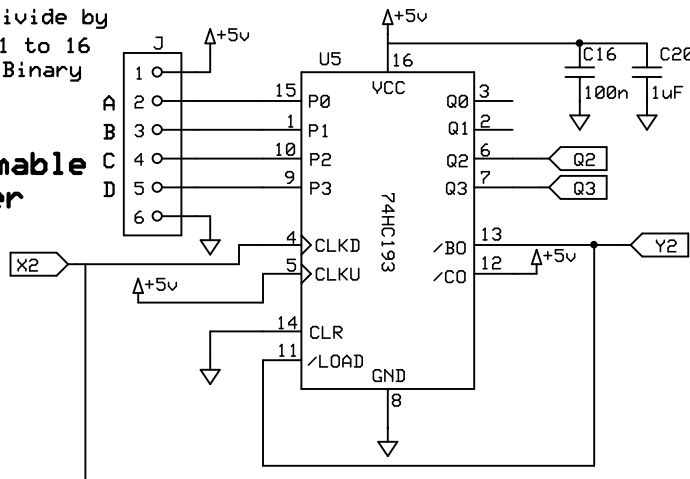 ivide by
1 to 16
Binary
mable
er
J
+5v
1
A 2
B 3
C 4
D 5
6
U5
+5v
16
VCC
15 P0
1 P1
10 P2
9 P3
4 CLKD
5 CLKU
14 CLR
11 /LOAD
74HC193
Q0 3
Q1 2
Q2 6
Q3 7
/BO 13
/CO 12
GND
8
C16
100n
C20
1uF
Q2
Q3
Y2
+5v
X2
+5v